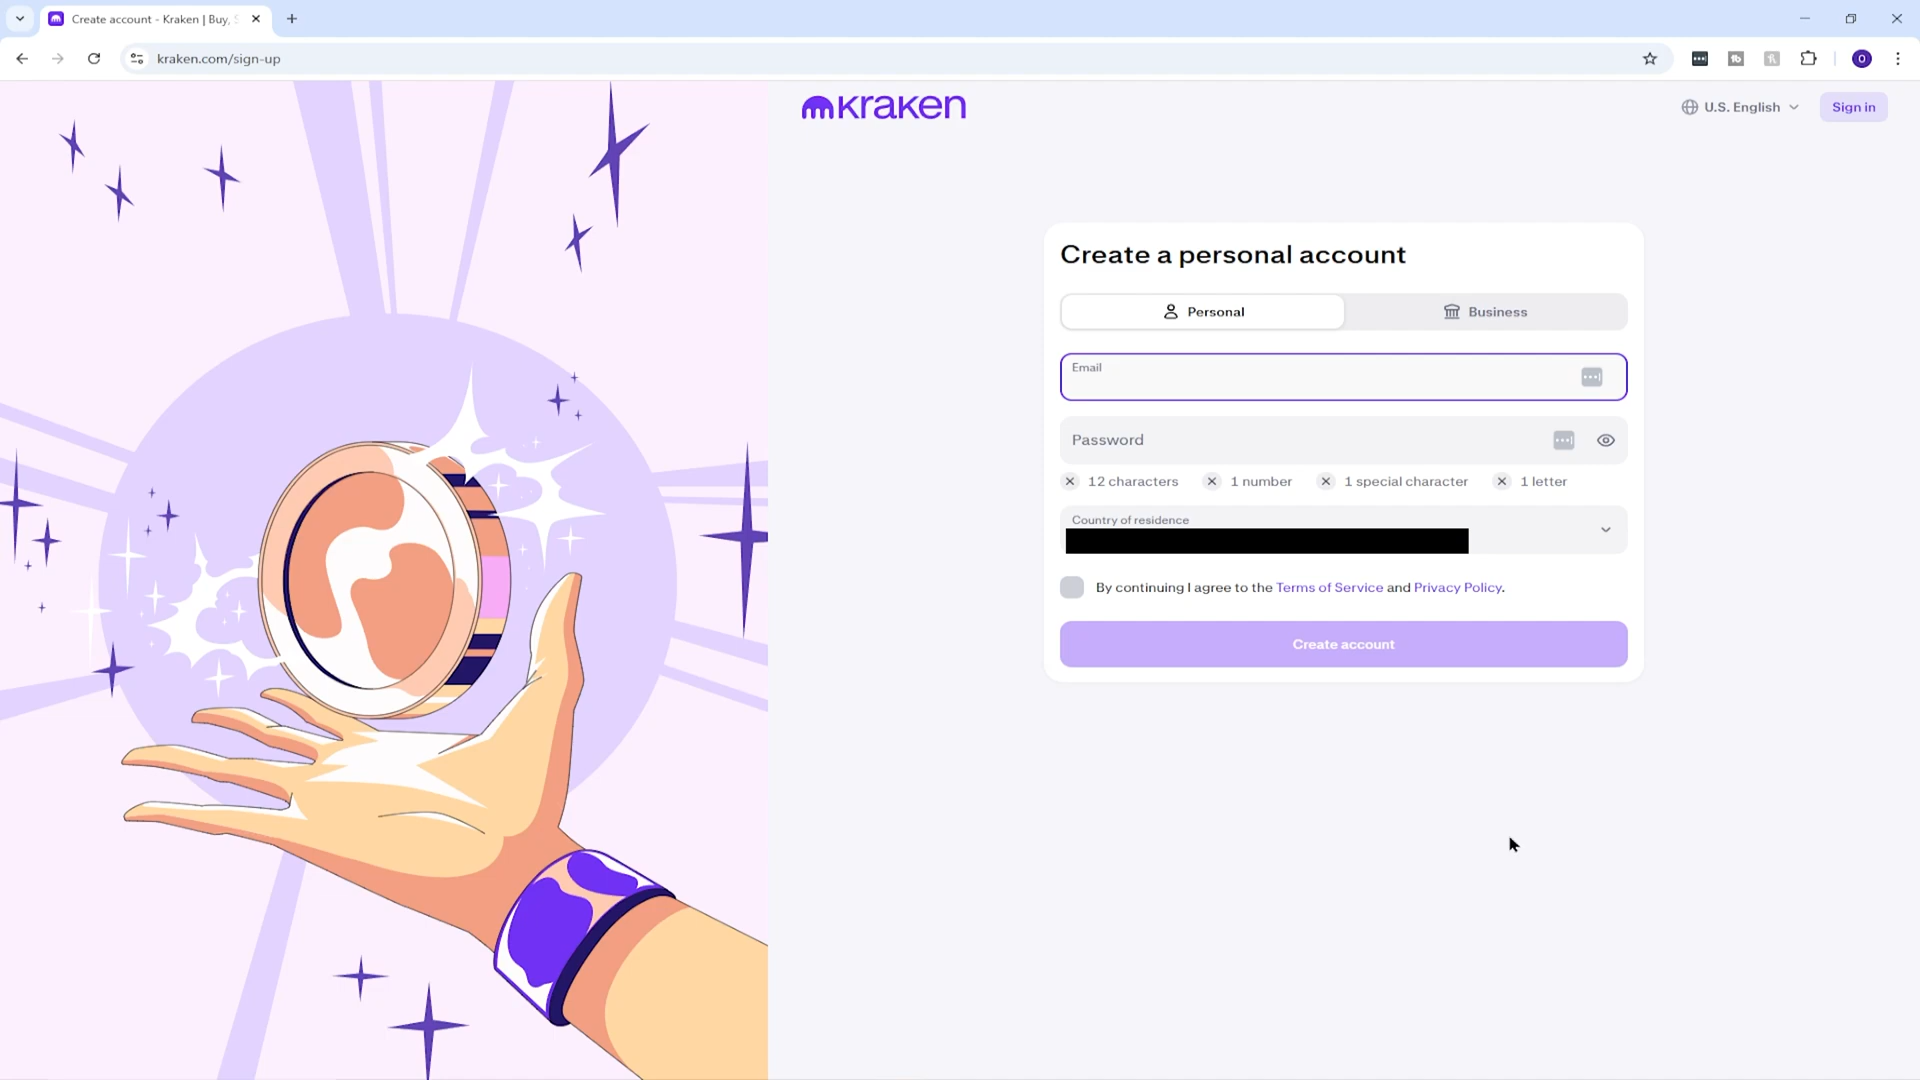 Create account - Kraken | Buy, S
kraken.com/sign-up
O
kraken
U.S. English
Sign in
Create a personal account
Personal
Business
Email
Password
12 characters
1 number
1 special character
1 letter
Country of residence
By continuing I agree to the Terms of Service and Privacy Policy.
Create account